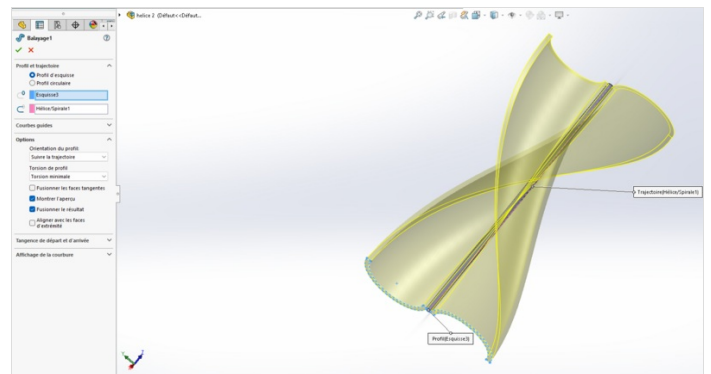 helice 2 (Défaut<<Défaut...
Balayage1
Profil et trajectoire
Profil d'esquisse
Profil circulaire
Esquisse3
Hélice/Spirale1
Courbes guides
Options
Orientation du profil:
Suivre la trajectoire
Torsion de profil
Torsion minimale
Fusionner les faces tangentes
Montrer l'aperçu
Fusionner le résultat
Aligner avec les faces
d'extrémité
Tangence de départ et d'arrivée
Affichage de la courbure
Trajectoire(Hélice/Spirale1)
Profil(Esquisse3)